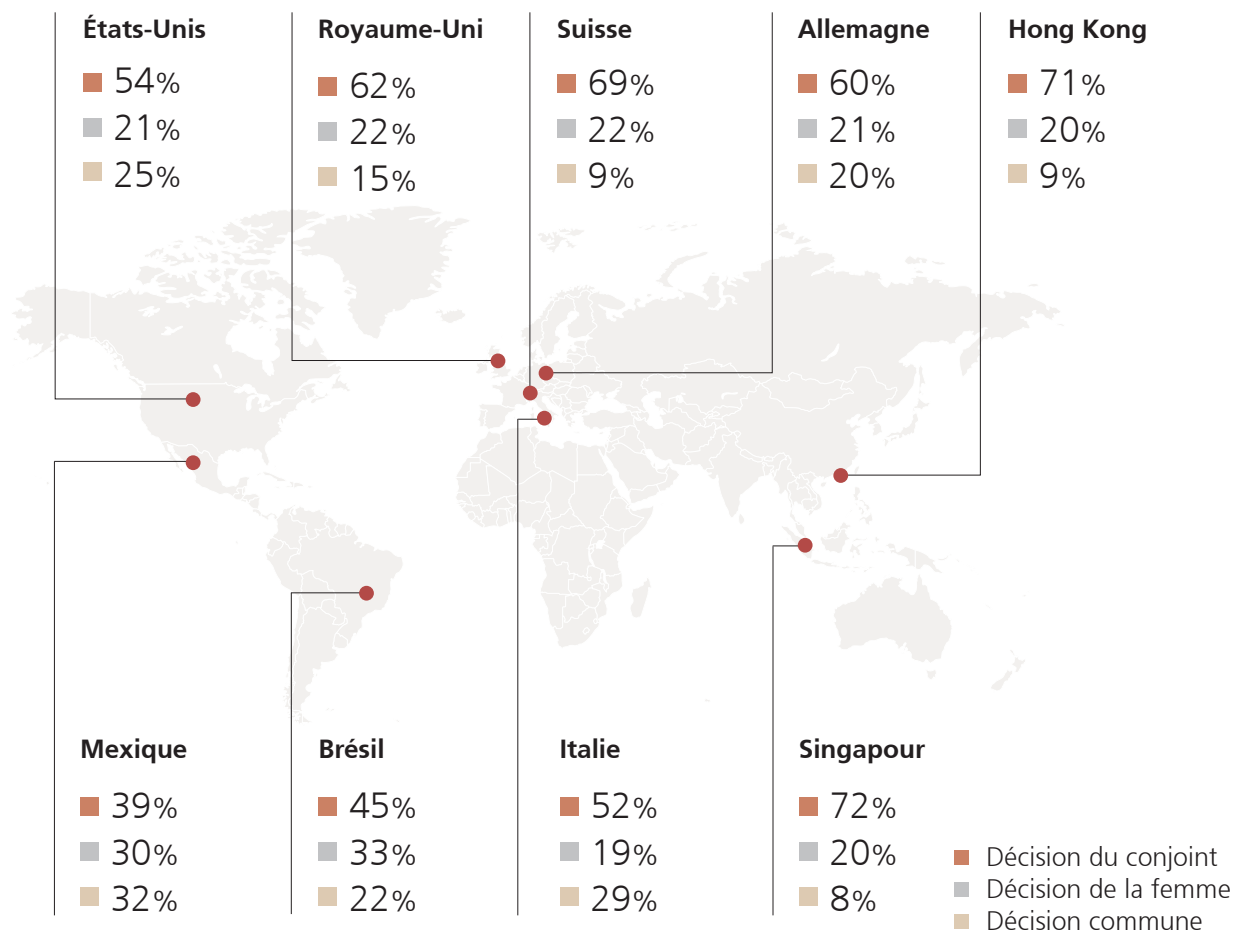 États-Unis
54%
21%
25%
Royaume-Uni
62%
22%
15%
Suisse
69%
22%
9%
Allemagne
60%
21%
20%
Hong Kong
71%
20%
9%
Mexique
39%
30%
32%
Brésil
45%
33%
22%
Italie
52%
19%
29%
Singapour
72%
20%
8%
Décision du conjoint
Décision de la femme
Décision commune